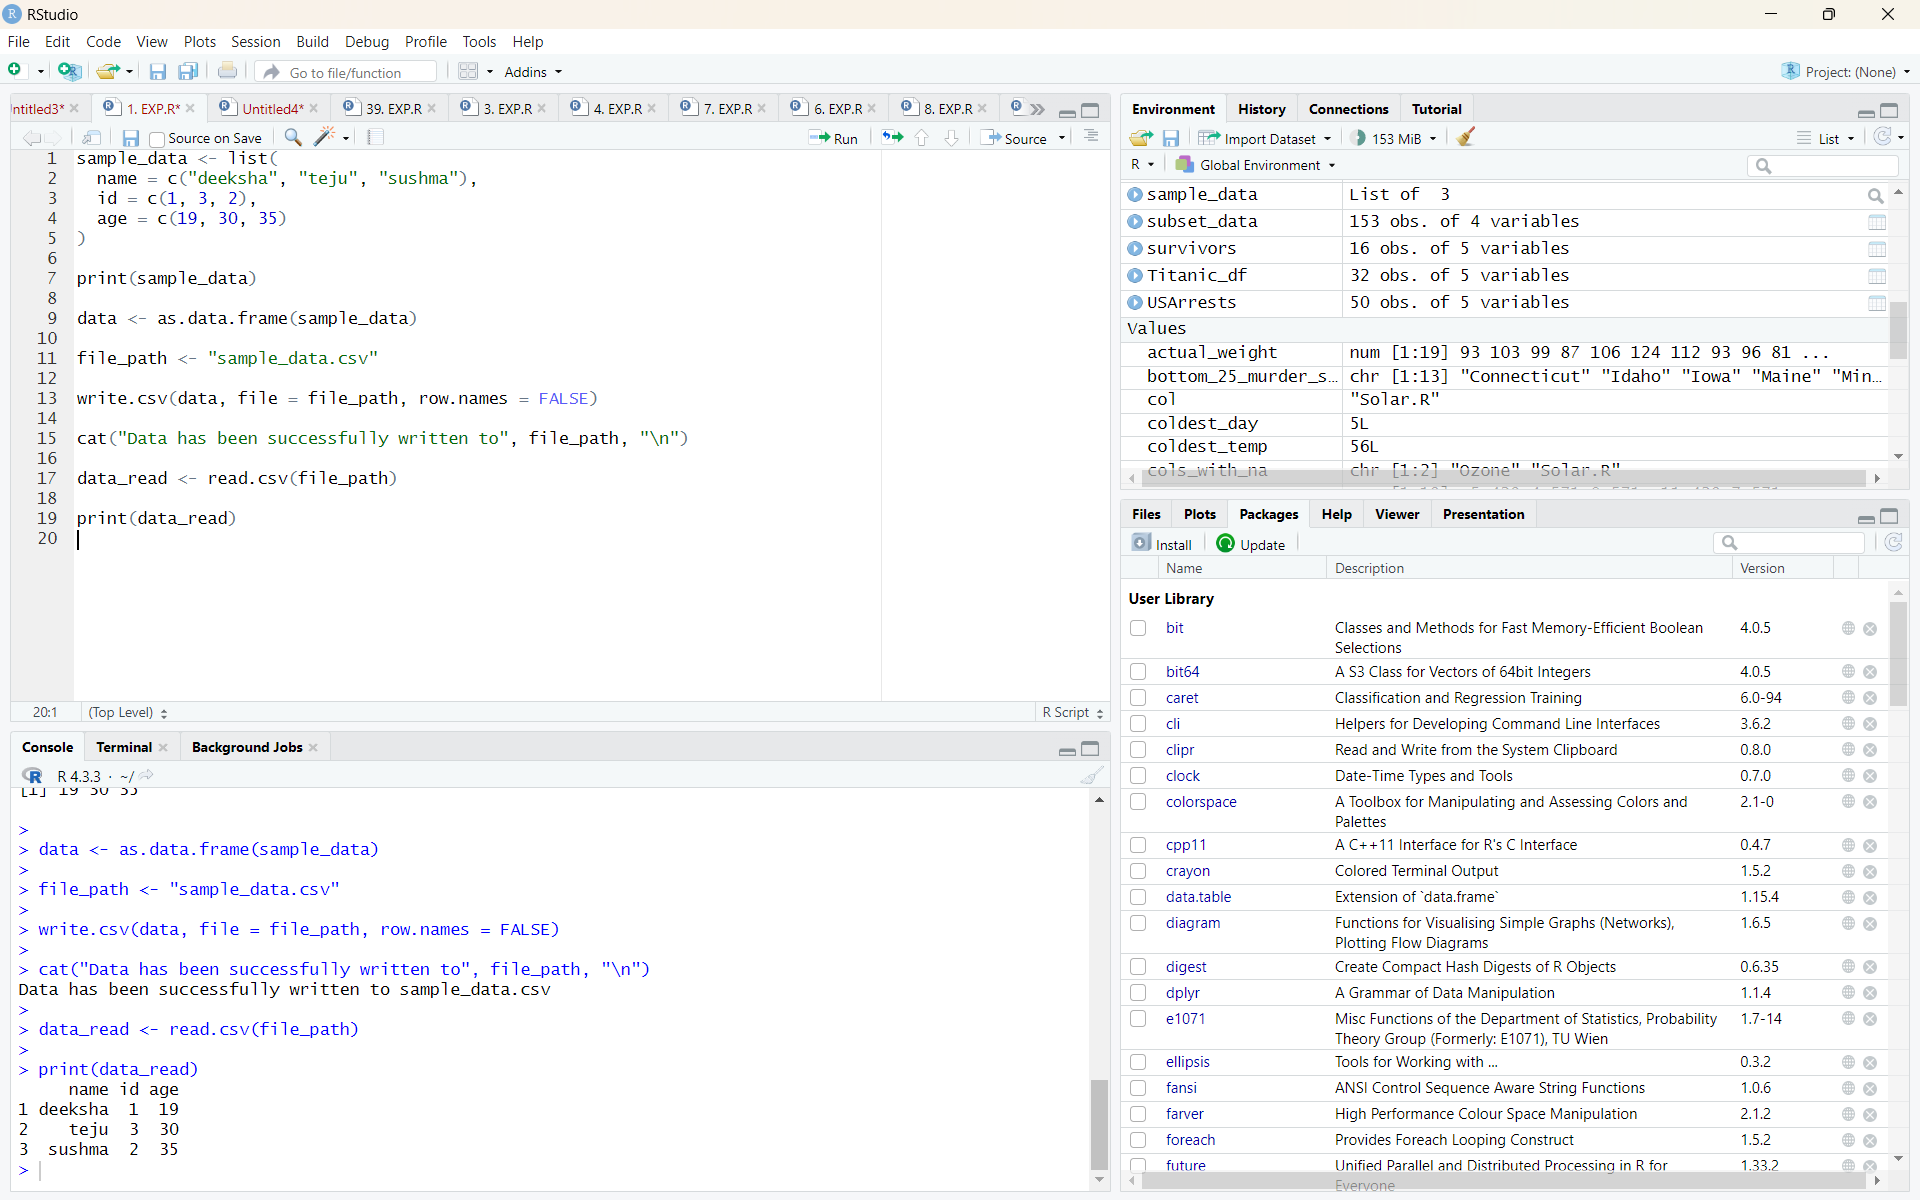 RStudio
File Edit Code View Plots Session Build Debug Profile Tools Help
Go to file/function Addins Project: (None)
ntitled3* 1. EXP.R* Untitled4* 39. EXP.R 3. EXP.R 4. EXP.R 7. EXP.R 6. EXP.R 8. EXP.R
Source on Save Run Source
1 sample_data <- list(
2 name = c("deeksha", "teju", "sushma"),
3 id = c(1, 3, 2),
4 age = c(19, 30, 35)
5 )
6
7 print(sample_data)
8
9 data <- as.data.frame(sample_data)
10
11 file_path <- "sample_data.csv"
12
13 write.csv(data, file = file_path, row.names = FALSE)
14
15 cat("Data has been successfully written to", file_path, "\n")
16
17 data_read <- read.csv(file_path)
18
19 print(data_read)
20
20:1 (Top Level) R Script
Console Terminal Background Jobs
R 4.3.3 · ~/
[1] 19 30 35
>
> data <- as.data.frame(sample_data)
>
> file_path <- "sample_data.csv"
>
> write.csv(data, file = file_path, row.names = FALSE)
>
> cat("Data has been successfully written to", file_path, "\n")
Data has been successfully written to sample_data.csv
>
> data_read <- read.csv(file_path)
>
> print(data_read)
name id age
1 deeksha 1 19
2 teju 3 30
3 sushma 2 35
>
Environment History Connections Tutorial
Import Dataset 153 MiB List
R Global Environment
sample_data List of 3
subset_data 153 obs. of 4 variables
survivors 16 obs. of 5 variables
Titanic_df 32 obs. of 5 variables
USArrests 50 obs. of 5 variables
Values
actual_weight num [1:19] 93 103 99 87 106 124 112 93 96 81 ...
bottom_25_murder_s... chr [1:13] "Connecticut" "Idaho" "Iowa" "Maine" "Min...
col "Solar.R"
coldest_day 5L
coldest_temp 56L
cols_with_na chr [1:2] "Ozone" "Solar.R"
Files Plots Packages Help Viewer Presentation
Install Update
Name Description Version
User Library
bit Classes and Methods for Fast Memory-Efficient Boolean 4.0.5
Selections
bit64 A S3 Class for Vectors of 64bit Integers 4.0.5
caret Classification and Regression Training 6.0-94
cli Helpers for Developing Command Line Interfaces 3.6.2
clipr Read and Write from the System Clipboard 0.8.0
clock Date-Time Types and Tools 0.7.0
colorspace A Toolbox for Manipulating and Assessing Colors and 2.1-0
Palettes
cpp11 A C++11 Interface for R's C Interface 0.4.7
crayon Colored Terminal Output 1.5.2
data.table Extension of `data.frame` 1.15.4
diagram Functions for Visualising Simple Graphs (Networks), 1.6.5
Plotting Flow Diagrams
digest Create Compact Hash Digests of R Objects 0.6.35
dplyr A Grammar of Data Manipulation 1.1.4
e1071 Misc Functions of the Department of Statistics, Probability 1.7-14
Theory Group (Formerly: E1071), TU Wien
ellipsis Tools for Working with ... 0.3.2
fansi ANSI Control Sequence Aware String Functions 1.0.6
farver High Performance Colour Space Manipulation 2.1.2
foreach Provides Foreach Looping Construct 1.5.2
future Unified Parallel and Distributed Processing in R for 1.33.2
Everyone